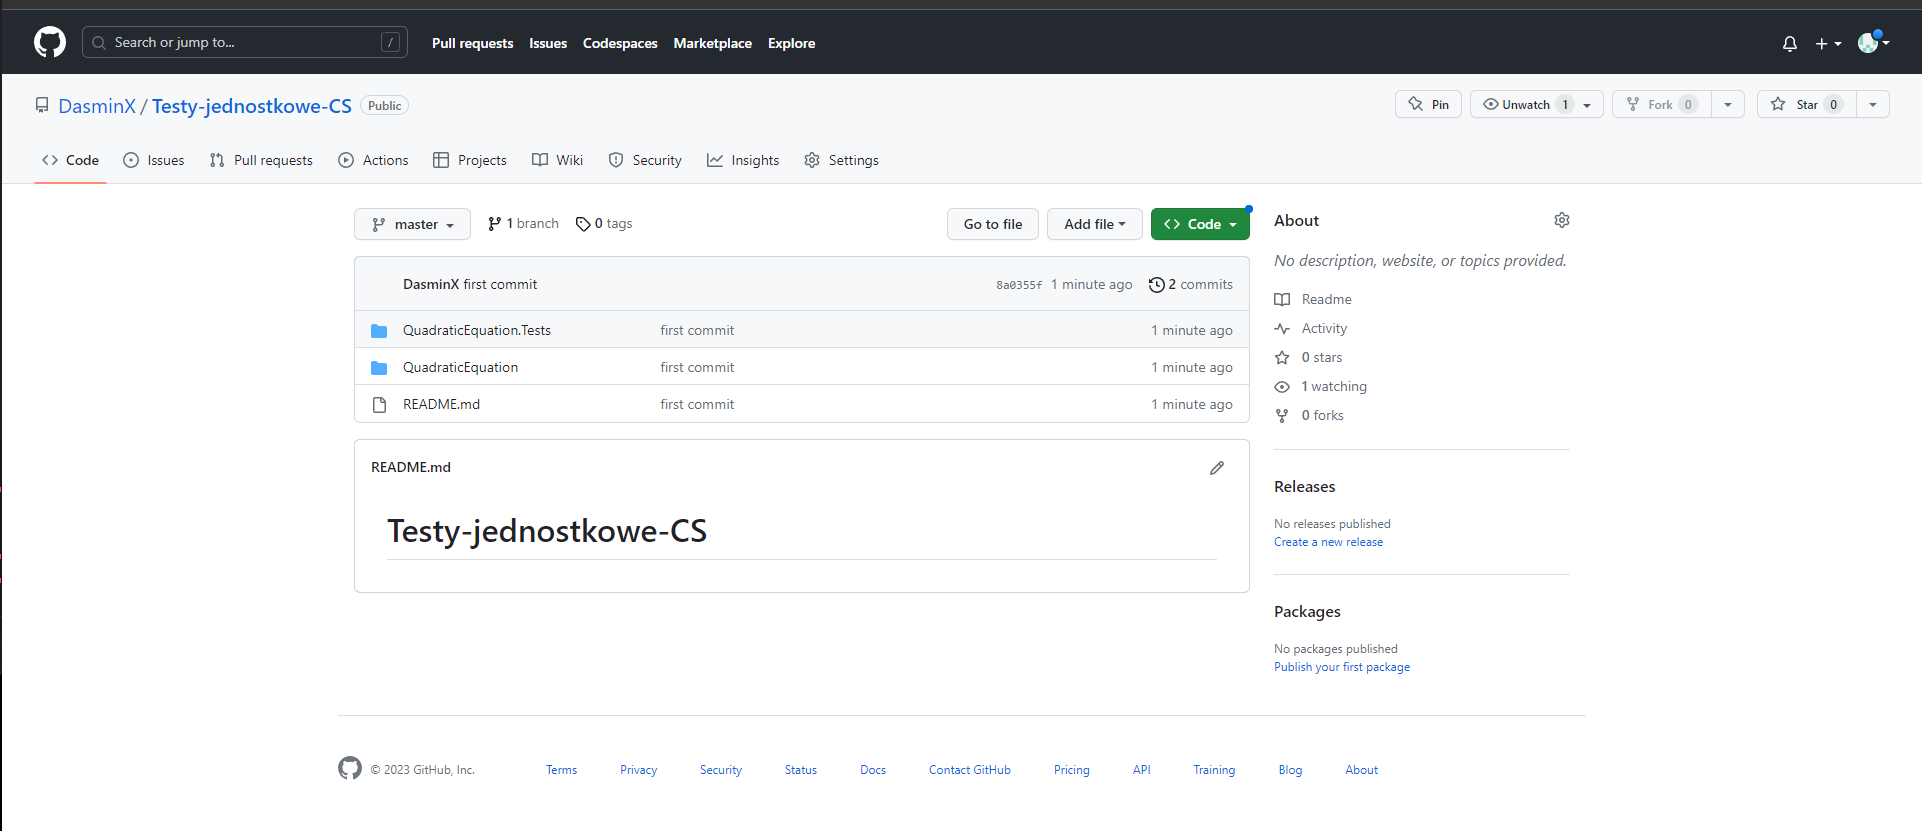 Search or jump to... / Pull requests Issues Codespaces Marketplace Explore
DasminX / Testy-jednostkowe-CS Public Pin Unwatch 1 Fork 0 Star 0
Code Issues Pull requests Actions Projects Wiki Security Insights Settings
master 1 branch 0 tags Go to file Add file Code
DasminX first commit 8a0355f 1 minute ago 2 commits
QuadraticEquation.Tests first commit 1 minute ago
QuadraticEquation first commit 1 minute ago
README.md first commit 1 minute ago
README.md
Testy-jednostkowe-CS
About
No description, website, or topics provided.
Readme
Activity
0 stars
1 watching
0 forks
Releases
No releases published
Create a new release
Packages
No packages published
Publish your first package
© 2023 GitHub, Inc. Terms Privacy Security Status Docs Contact GitHub Pricing API Training Blog About